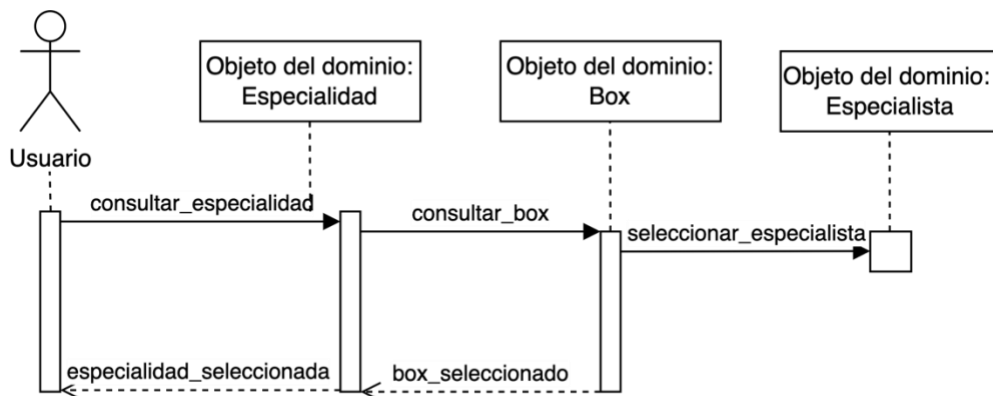 Objeto del dominio:
Especialidad
Objeto del dominio:
Box
Objeto del dominio:
Especialista
Usuario
consultar_especialidad
consultar_box
seleccionar_especialista
especialidad_seleccionada
box_seleccionado